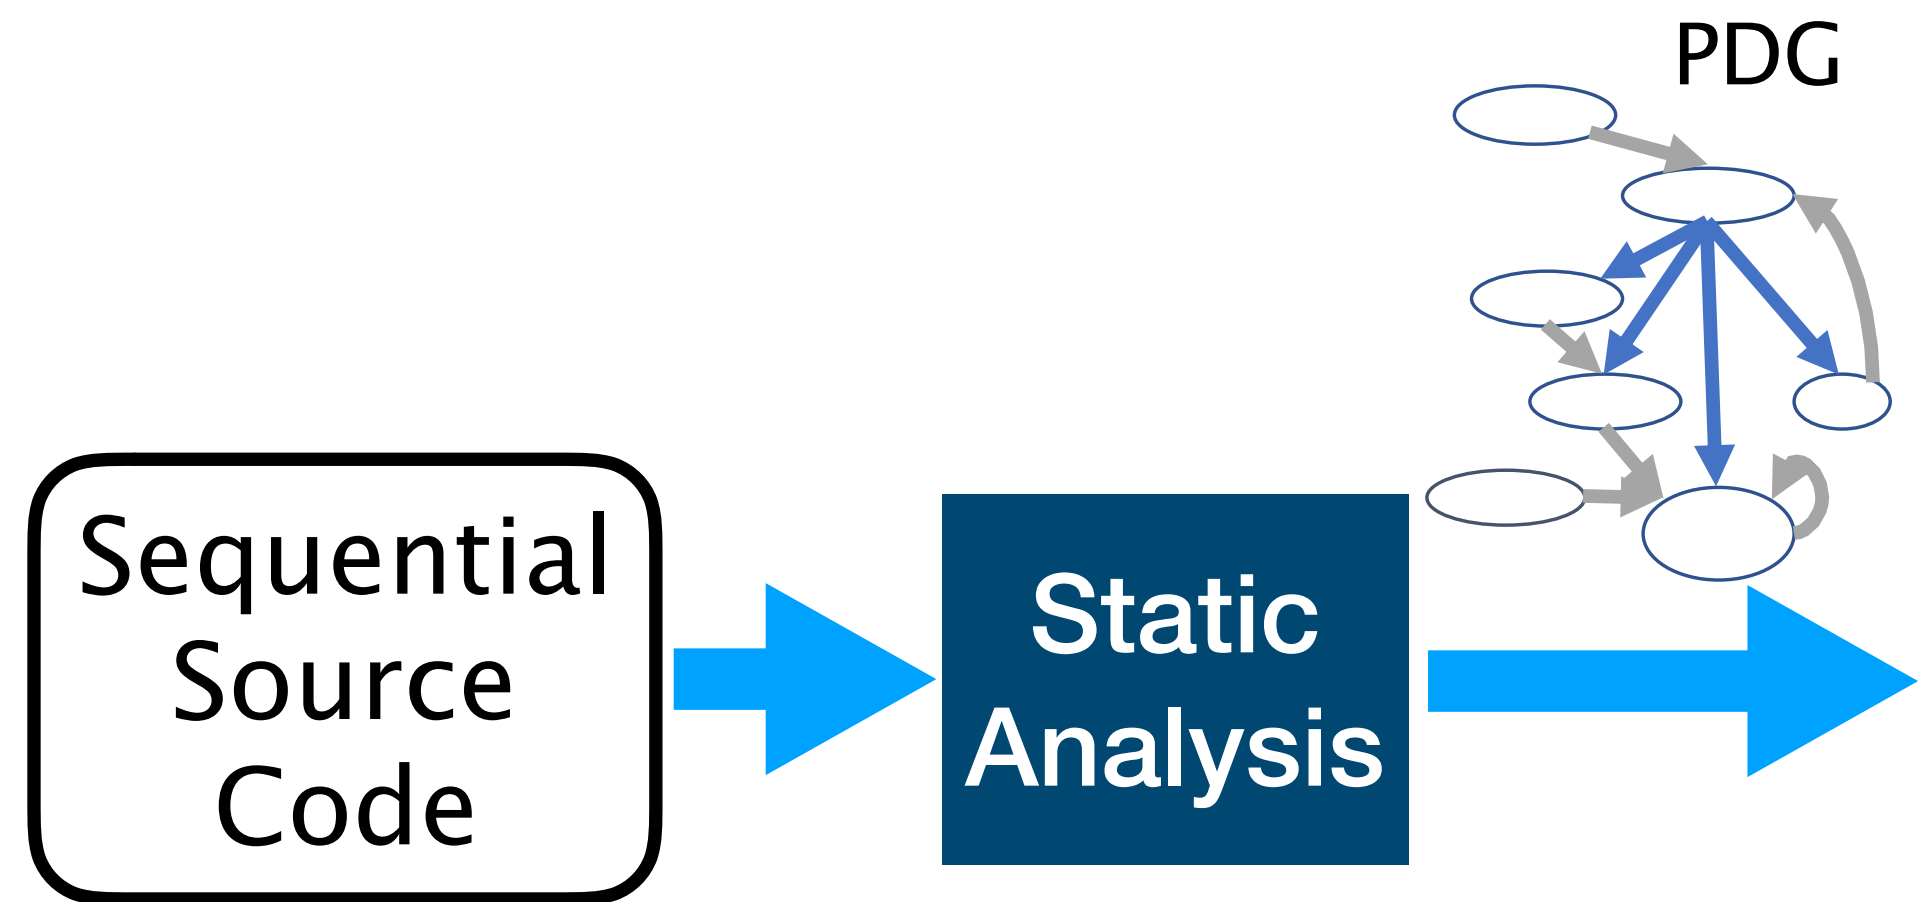 PDG
Sequential
Source
Code
Static
Analysis